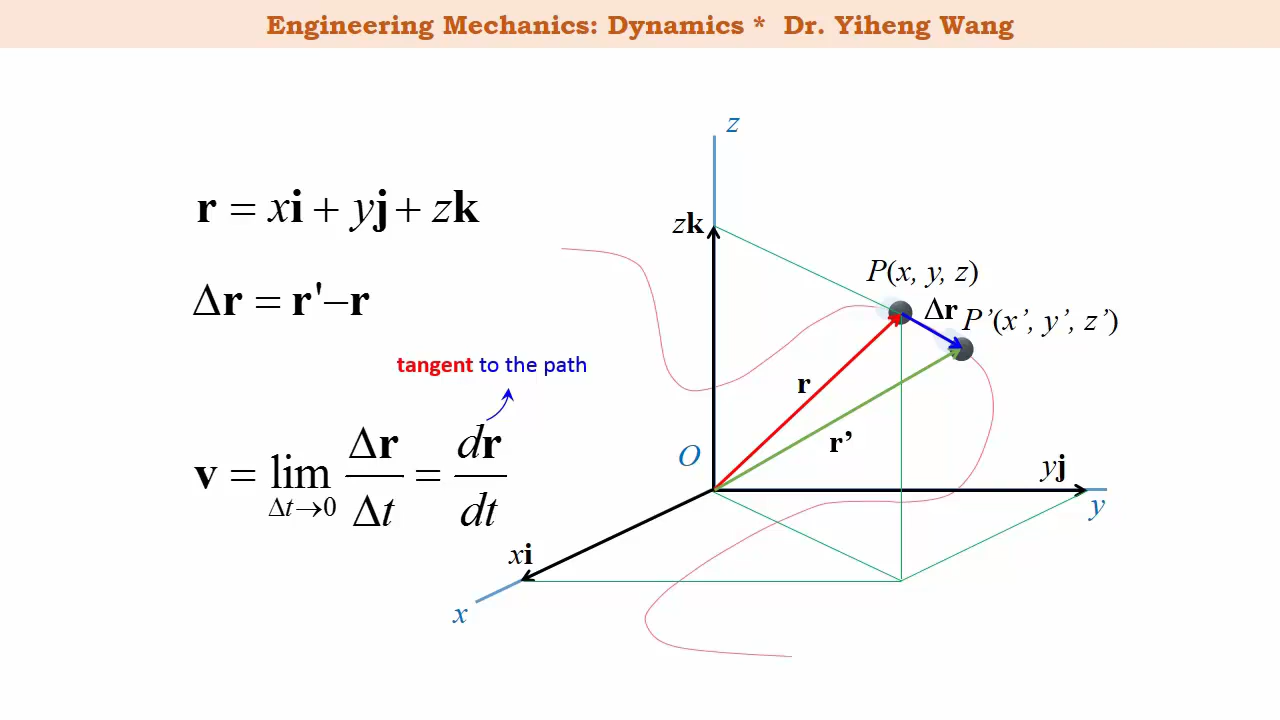 Engineering Mechanics: Dynamics * Dr. Yiheng Wang
r = xi + yj + zk
Δr = r'−r
tangent to the path
v = lim Δt→0 Δr/Δt = dr/dt
z
zk
P(x, y, z)
Δr
P’(x’, y’, z’)
r
r’
O
yj
y
xi
x